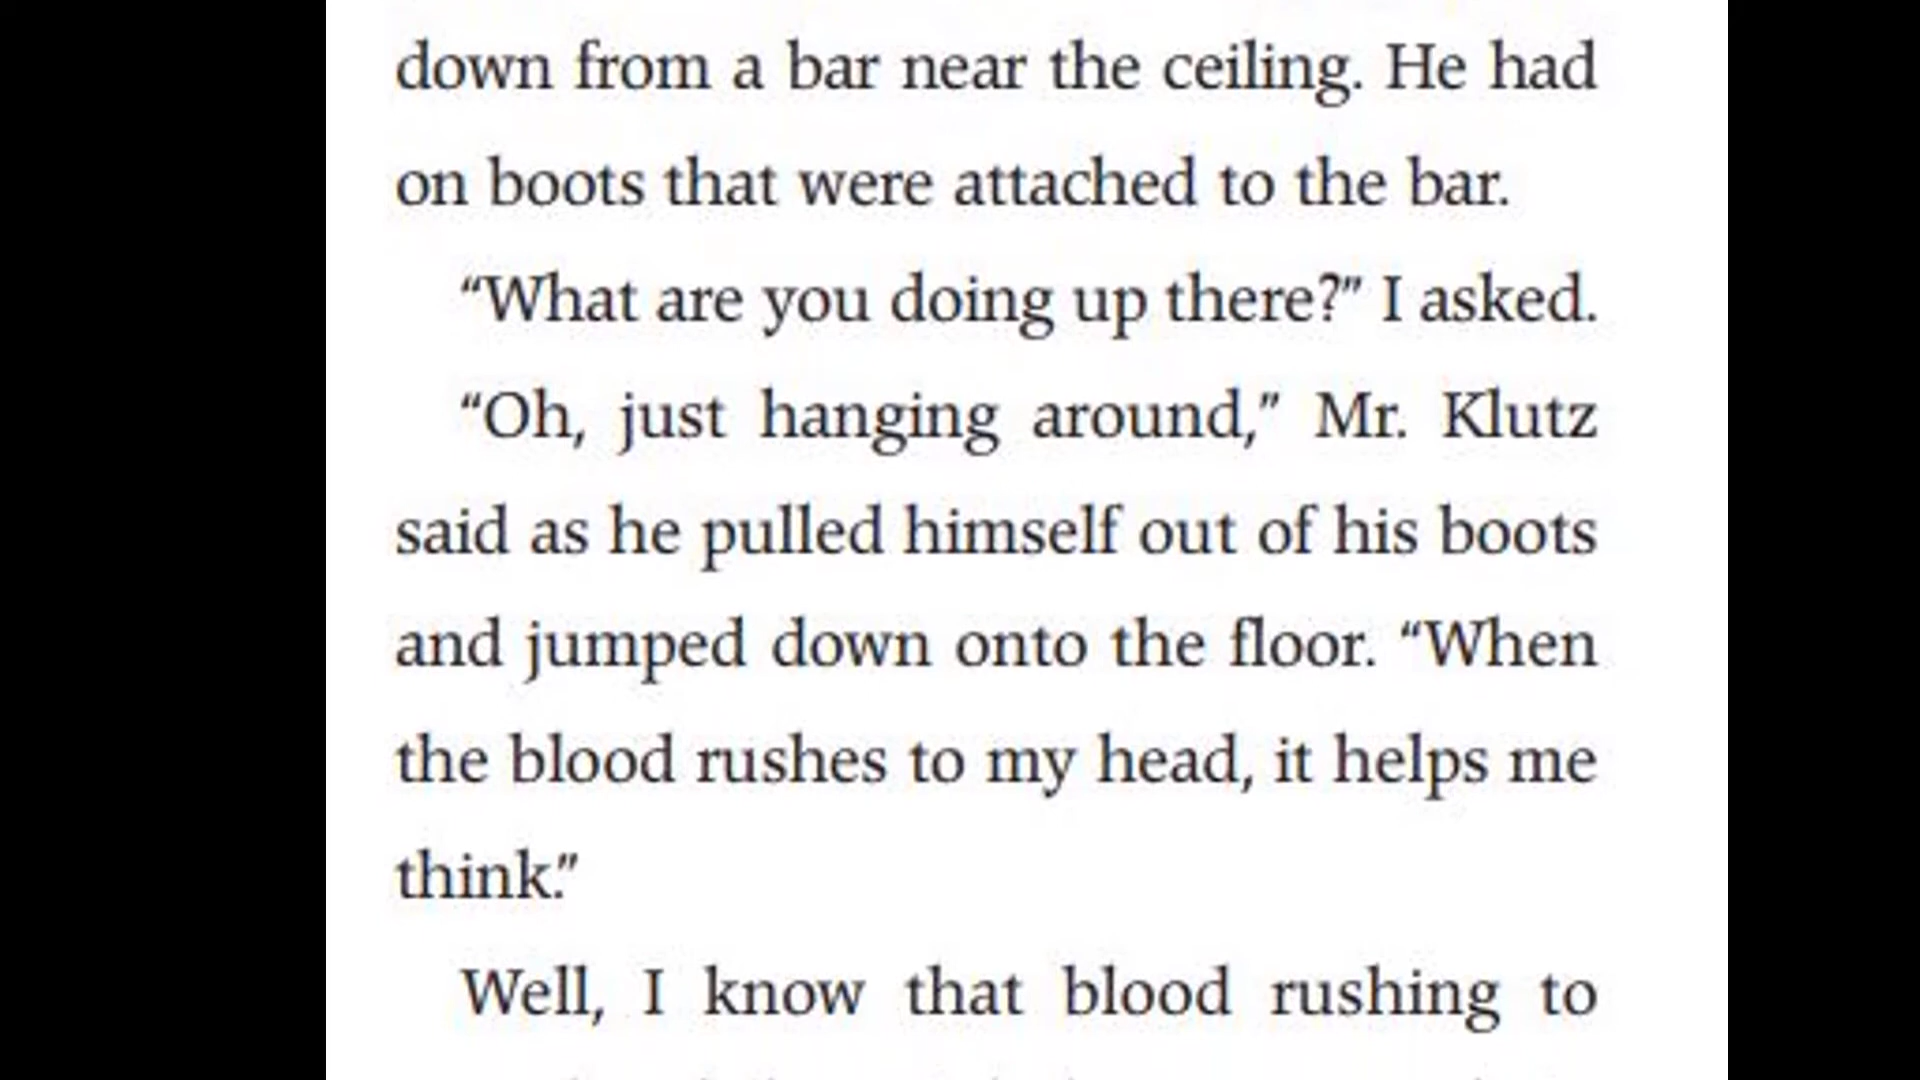 down from a bar near the ceiling. He had
on boots that were attached to the bar.
“What are you doing up there?” I asked.
“Oh, just hanging around,” Mr. Klutz
said as he pulled himself out of his boots
and jumped down onto the floor. “When
the blood rushes to my head, it helps me
think.”
Well, I know that blood rushing to